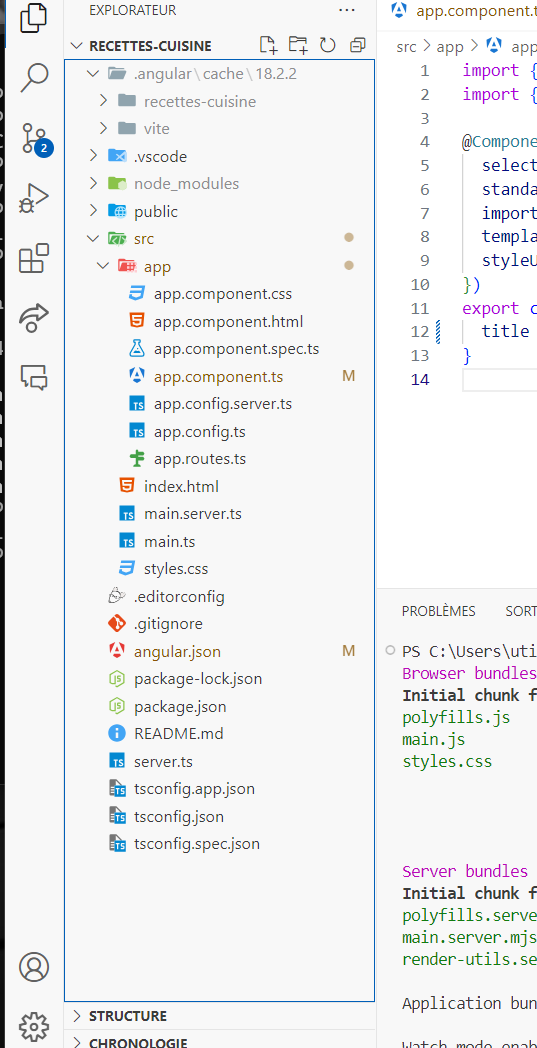 EXPLORATEUR
RECETTES-CUISINE
.angular\cache\18.2.2
recettes-cuisine
vite
.vscode
node_modules
public
src
app
app.component.css
app.component.html
app.component.spec.ts
app.component.ts M
app.config.server.ts
app.config.ts
app.routes.ts
index.html
main.server.ts
main.ts
styles.css
.editorconfig
.gitignore
angular.json M
package-lock.json
package.json
README.md
server.ts
tsconfig.app.json
tsconfig.json
tsconfig.spec.json
STRUCTURE
CHRONOLOGIE
2
app.component.t
src > app > app
1 import {
2 import {
3
4 @Compone
5 select
6 standa
7 import
8 templa
9 styleU
10 })
11 export c
12 title
13 }
14
PROBLÈMES SORT
PS C:\Users\uti
Browser bundles
Initial chunk f
polyfills.js
main.js
styles.css
Server bundles
Initial chunk f
polyfills.serve
main.server.mjs
render-utils.se
Application bun
Watch mode enab